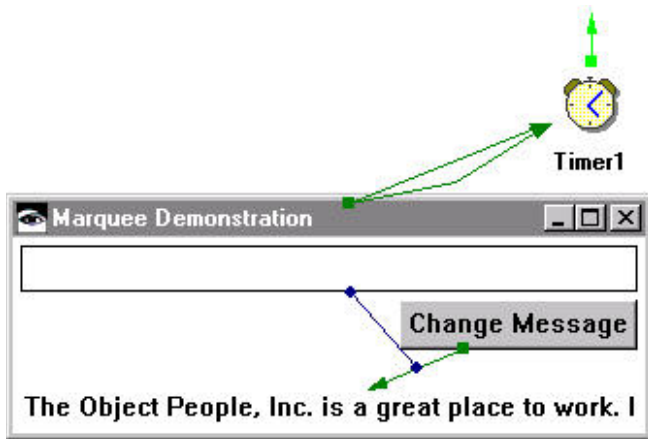 Timer1
Marquee Demonstration
Change Message
The Object People, Inc. is a great place to work. I